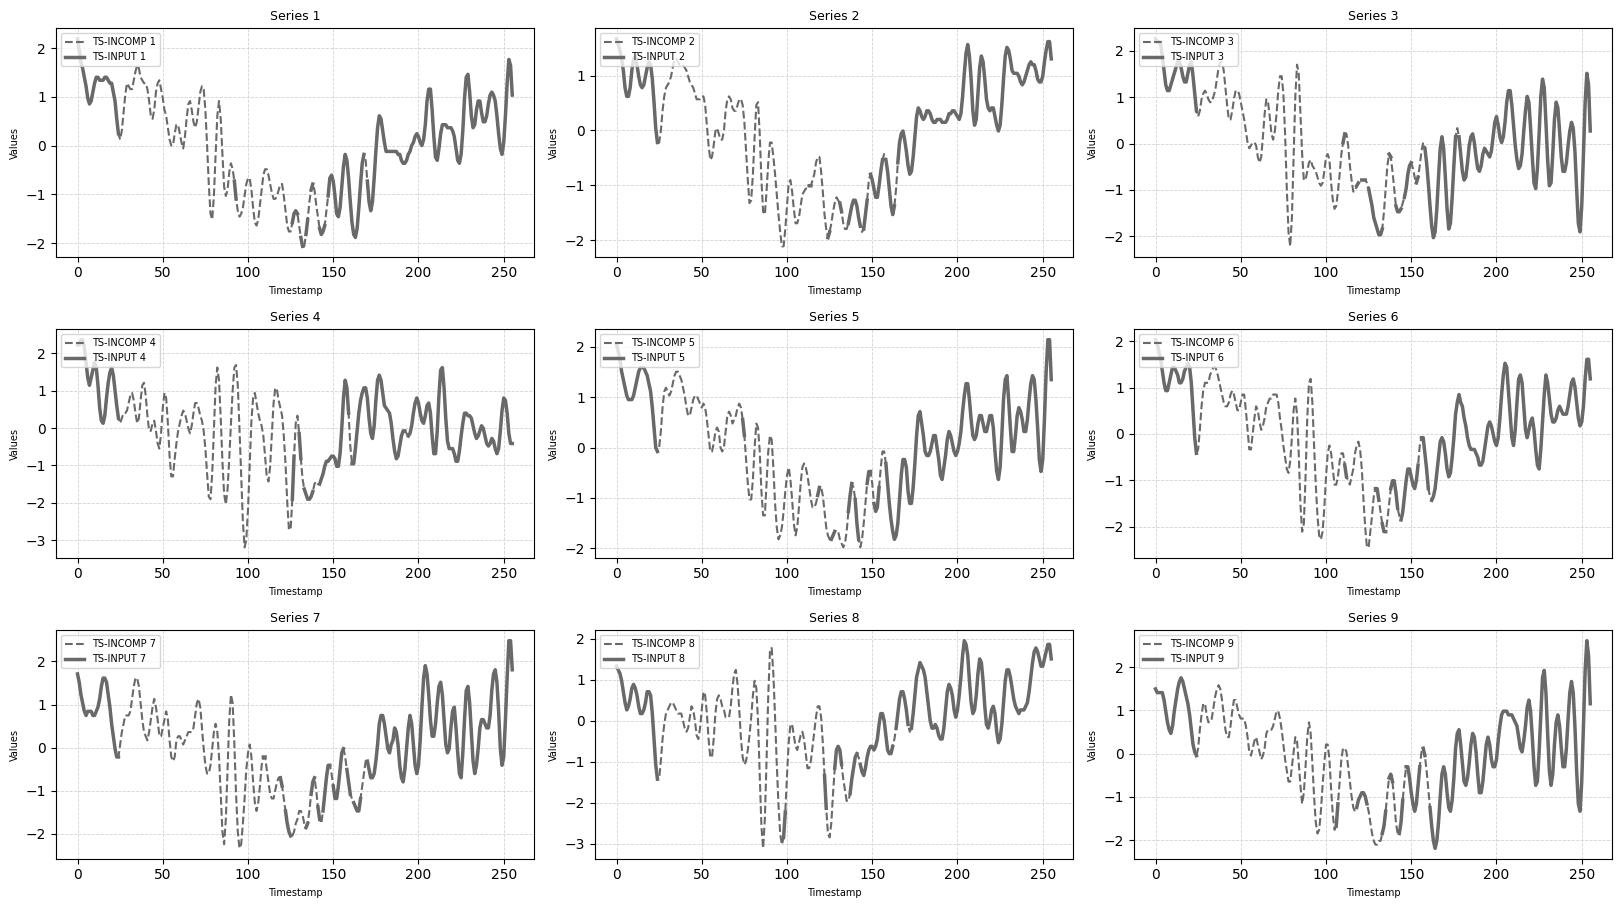 Series 1
TS-INCOMP 1
TS-INPUT 1
Values
2
1
0
−1
−2
0 50 100 150 200 250
Timestamp
Series 2
TS-INCOMP 2
TS-INPUT 2
Values
1
0
−1
−2
0 50 100 150 200 250
Timestamp
Series 3
TS-INCOMP 3
TS-INPUT 3
Values
2
1
0
−1
−2
0 50 100 150 200 250
Timestamp
Series 4
TS-INCOMP 4
TS-INPUT 4
Values
2
1
0
−1
−2
−3
0 50 100 150 200 250
Timestamp
Series 5
TS-INCOMP 5
TS-INPUT 5
Values
2
1
0
−1
−2
0 50 100 150 200 250
Timestamp
Series 6
TS-INCOMP 6
TS-INPUT 6
Values
2
1
0
−1
−2
0 50 100 150 200 250
Timestamp
Series 7
TS-INCOMP 7
TS-INPUT 7
Values
2
1
0
−1
−2
0 50 100 150 200 250
Timestamp
Series 8
TS-INCOMP 8
TS-INPUT 8
Values
2
1
0
−1
−2
−3
0 50 100 150 200 250
Timestamp
Series 9
TS-INCOMP 9
TS-INPUT 9
Values
2
1
0
−1
−2
0 50 100 150 200 250
Timestamp